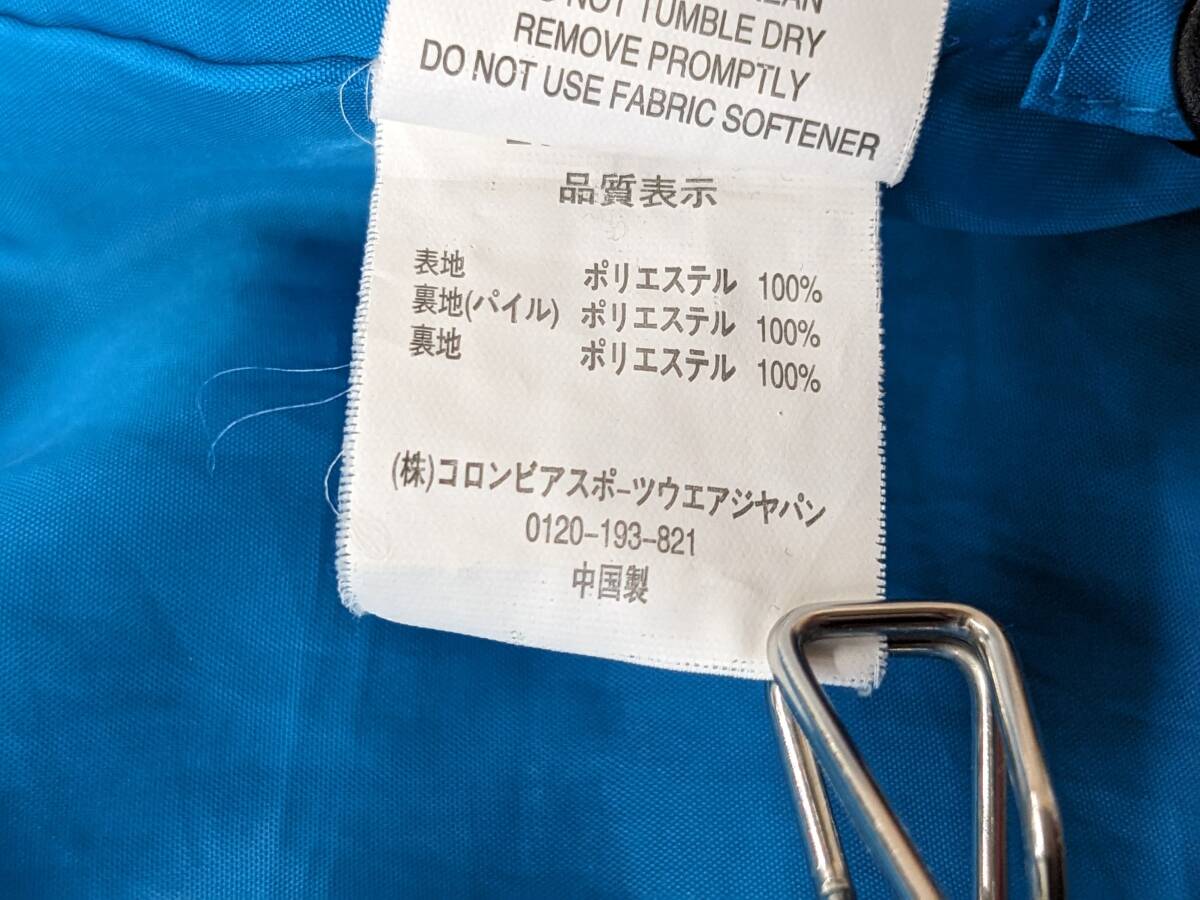 NOT TUMBLE DRY
REMOVE PROMPTLY
DO NOT USE FABRIC SOFTENER
品質表示
表地 ポリエステル 100%
裏地(パイル) ポリエステル 100%
裏地 ポリエステル 100%
(株)コロンビアスポーツウエアジヤパン
0120-193-821
中国製